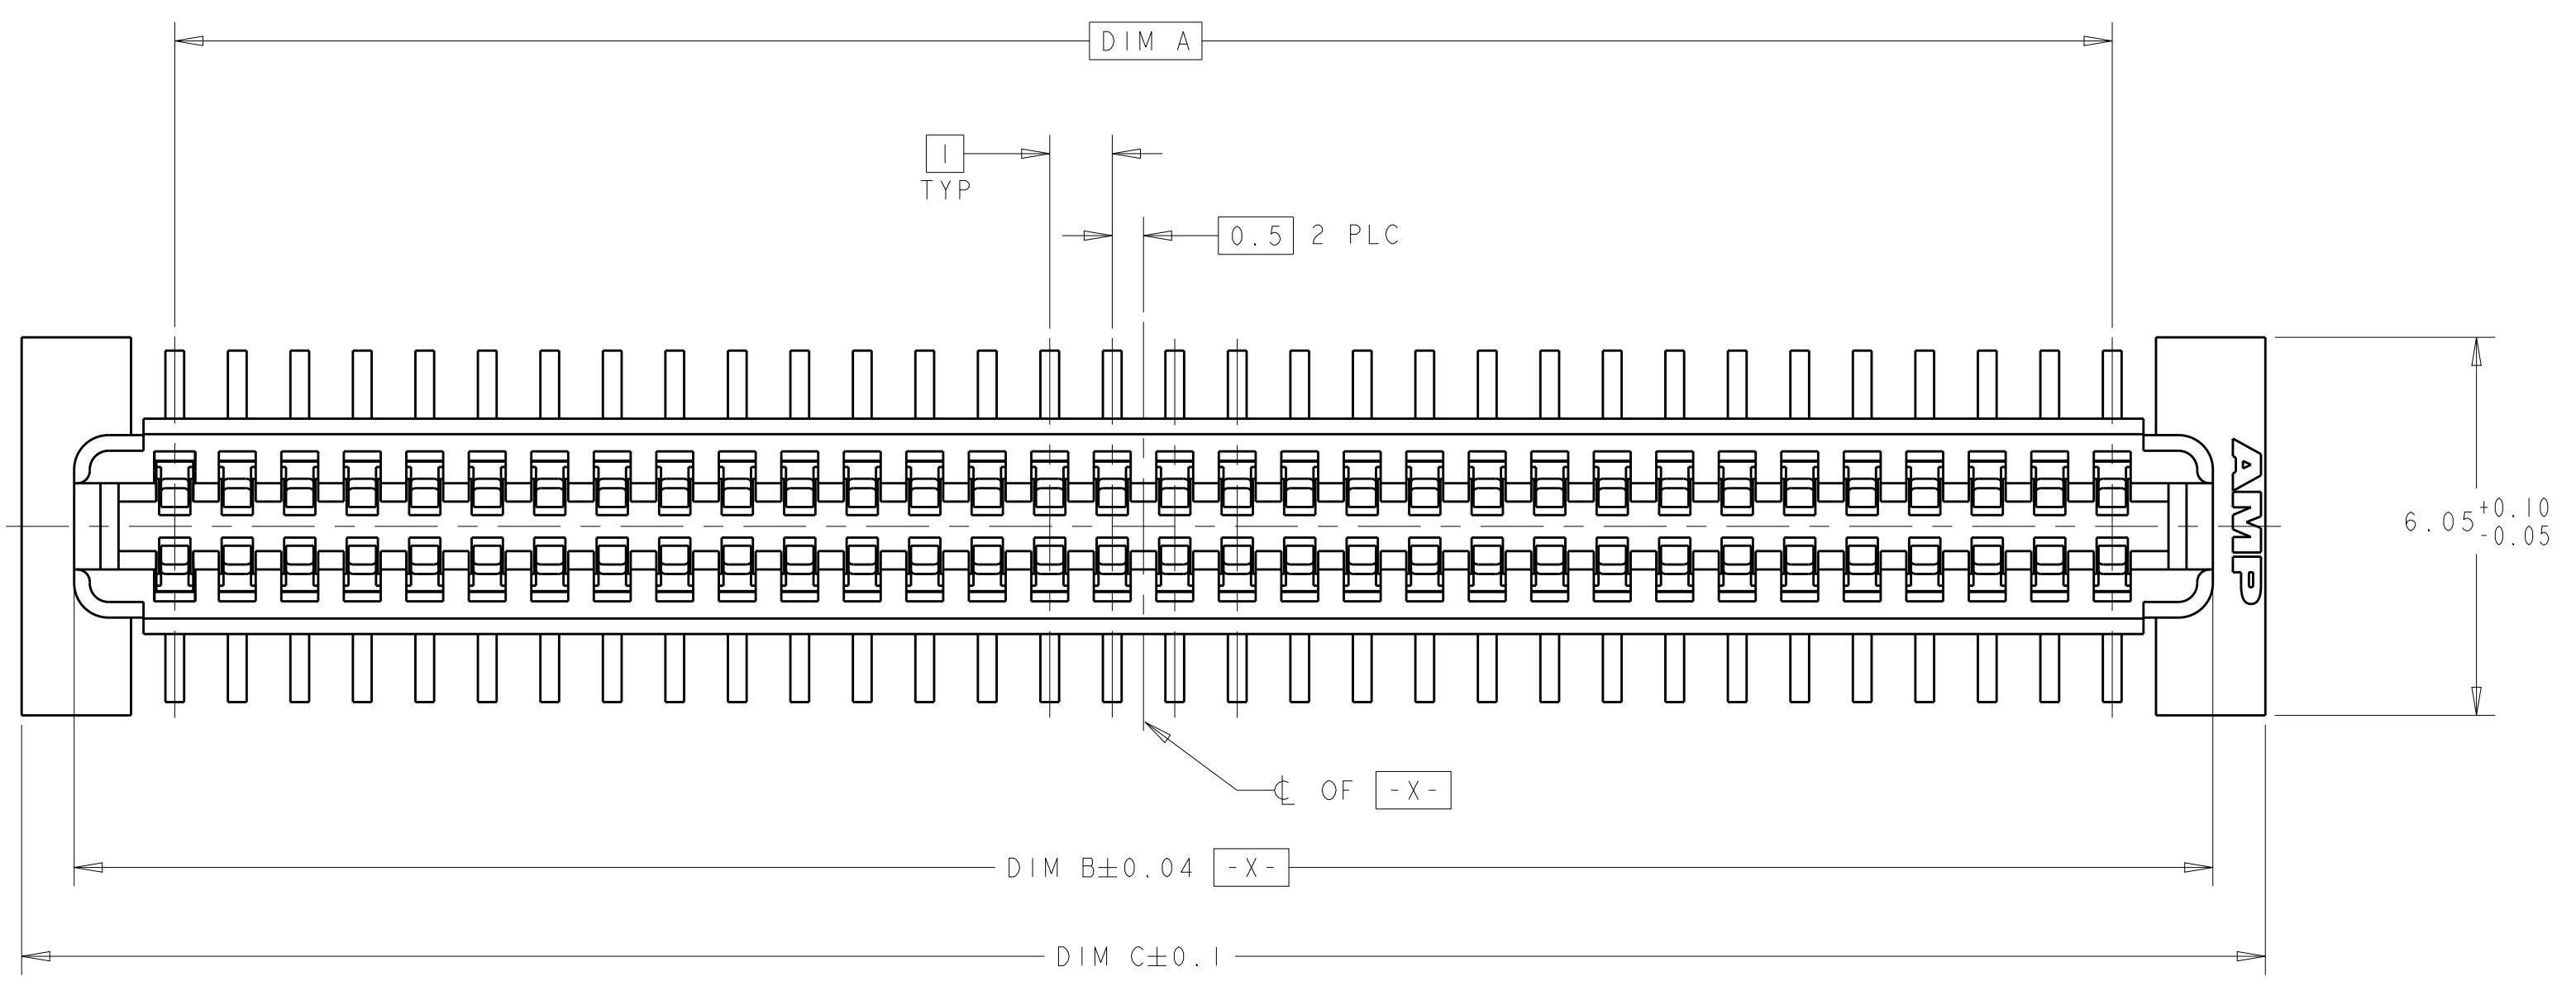 DIM A
1
TYP
0.5 2 PLC
AMP
6.05 +0.10
-0.05
℄ OF -X-
DIM B±0.04 -X-
DIM C±0.1